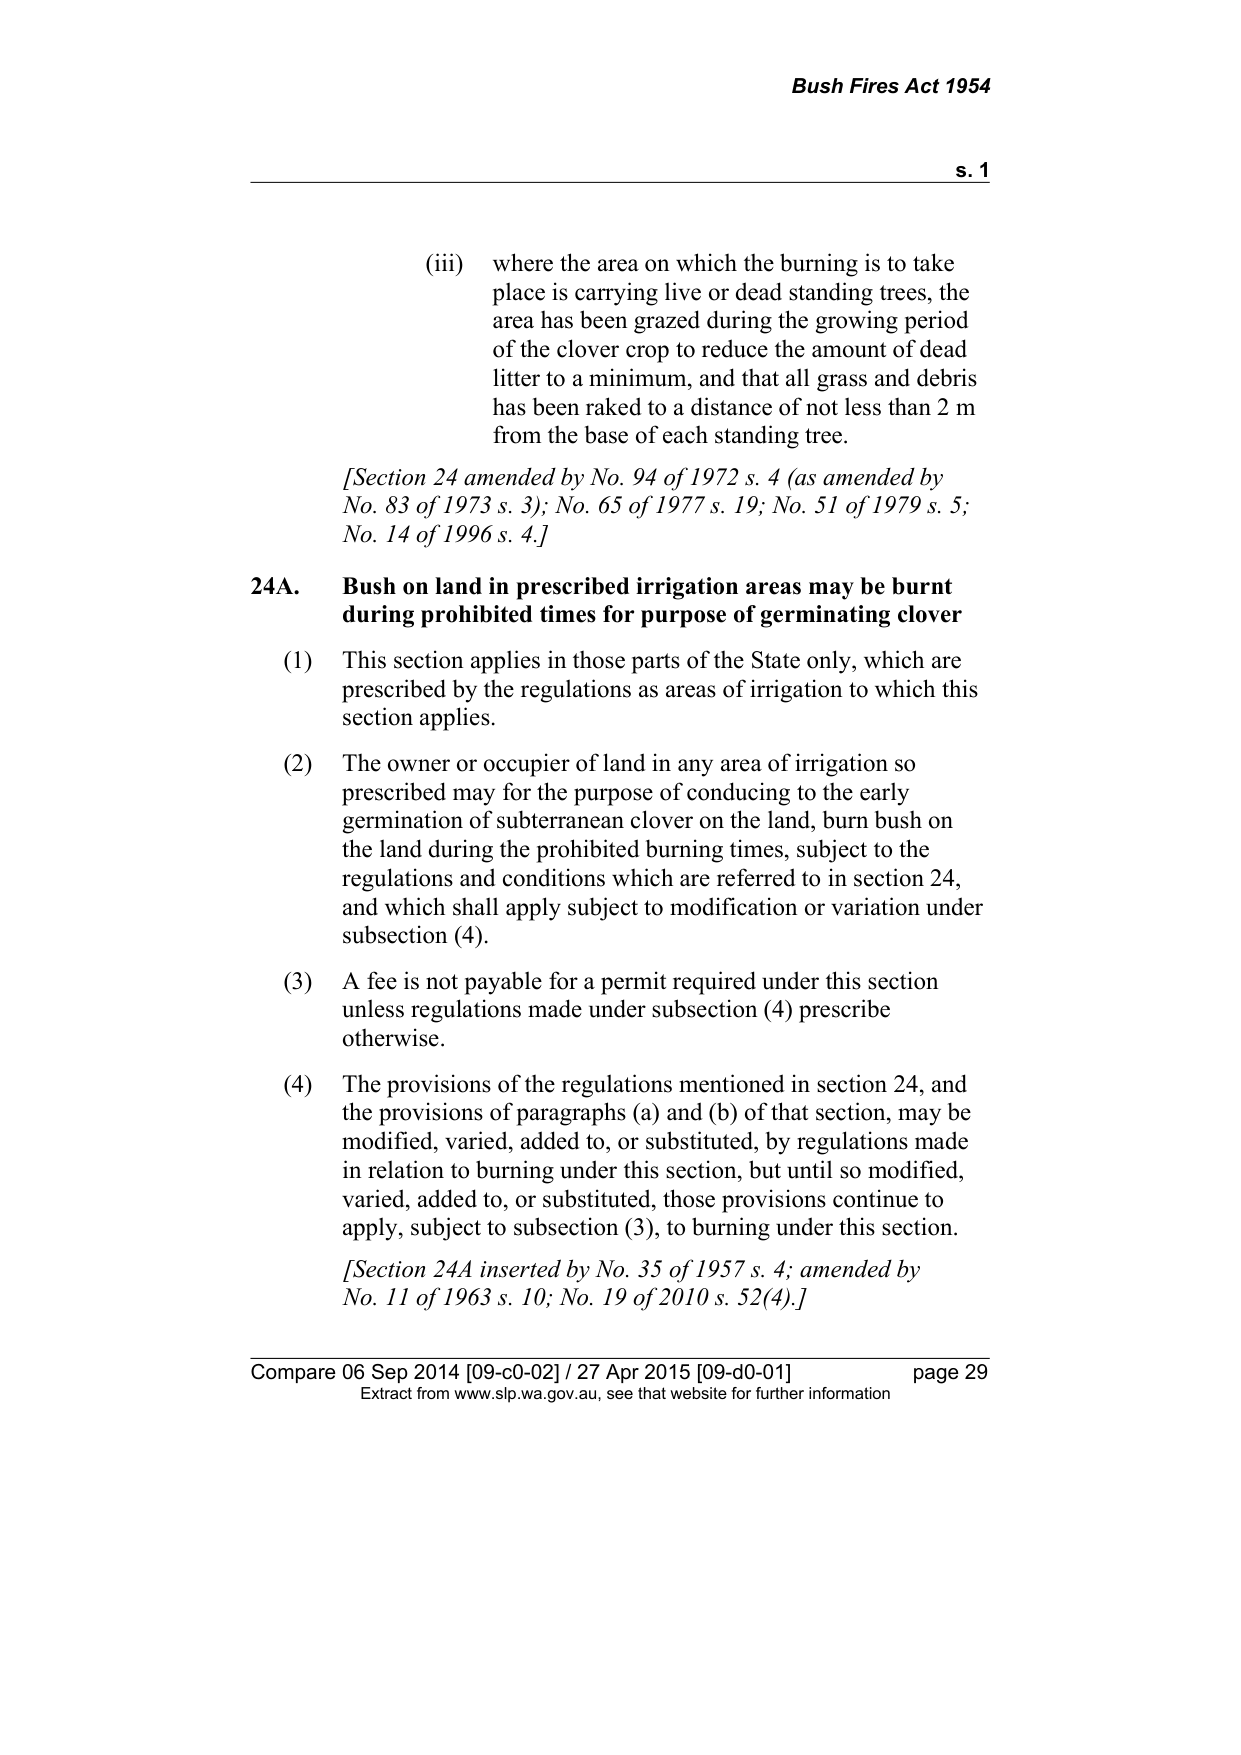 Bush Fires Act 1954
s. 1
(iii) where the area on which the burning is to take
place is carrying live or dead standing trees, the
area has been grazed during the growing period
of the clover crop to reduce the amount of dead
litter to a minimum, and that all grass and debris
has been raked to a distance of not less than 2 m
from the base of each standing tree.
[Section 24 amended by No. 94 of 1972 s. 4 (as amended by
No. 83 of 1973 s. 3); No. 65 of 1977 s. 19; No. 51 of 1979 s. 5;
No. 14 of 1996 s. 4.]
24A. Bush on land in prescribed irrigation areas may be burnt
during prohibited times for purpose of germinating clover
(1) This section applies in those parts of the State only, which are
prescribed by the regulations as areas of irrigation to which this
section applies.
(2) The owner or occupier of land in any area of irrigation so
prescribed may for the purpose of conducing to the early
germination of subterranean clover on the land, burn bush on
the land during the prohibited burning times, subject to the
regulations and conditions which are referred to in section 24,
and which shall apply subject to modification or variation under
subsection (4).
(3) A fee is not payable for a permit required under this section
unless regulations made under subsection (4) prescribe
otherwise.
(4) The provisions of the regulations mentioned in section 24, and
the provisions of paragraphs (a) and (b) of that section, may be
modified, varied, added to, or substituted, by regulations made
in relation to burning under this section, but until so modified,
varied, added to, or substituted, those provisions continue to
apply, subject to subsection (3), to burning under this section.
[Section 24A inserted by No. 35 of 1957 s. 4; amended by
No. 11 of 1963 s. 10; No. 19 of 2010 s. 52(4).]
Compare 06 Sep 2014 [09-c0-02] / 27 Apr 2015 [09-d0-01] page 29
Extract from www.slp.wa.gov.au, see that website for further information